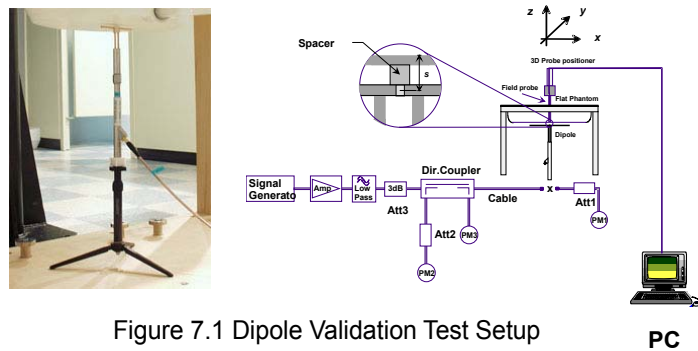 z
y
x
Spacer
s
3D Probe positioner
Field probe
Flat Phantom
Dipole
Signal
Generato
Amp
Low
Pass
3dB
Att3
Dir.Coupler
Cable
x
Att1
PM1
Att2
PM3
PM2
PC
Figure 7.1 Dipole Validation Test Setup